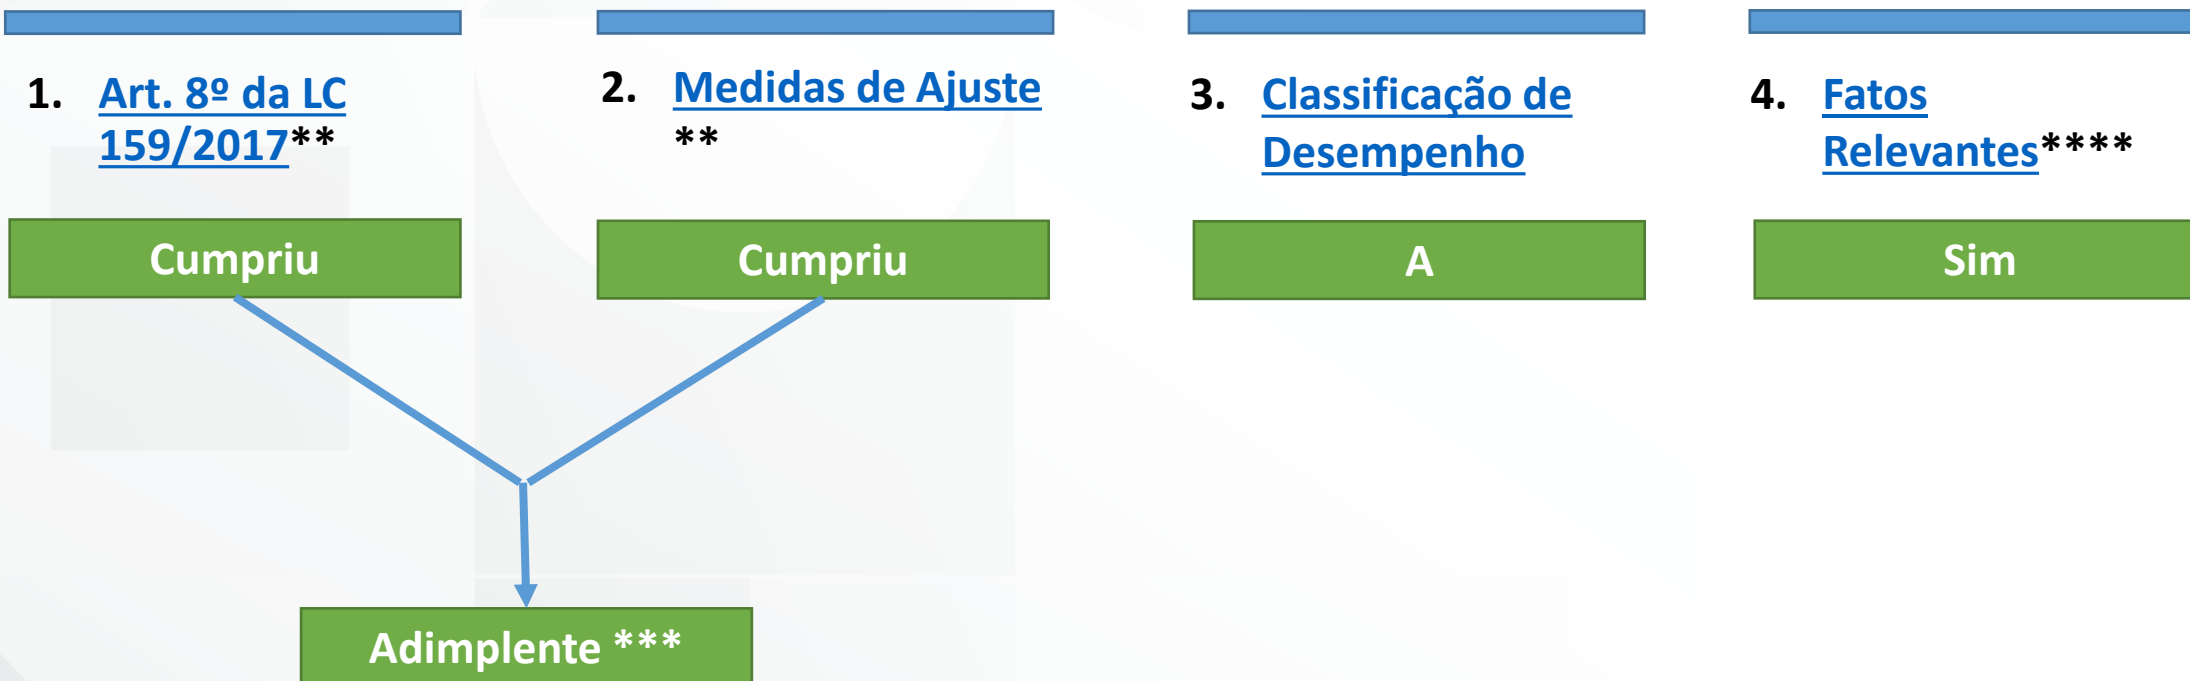 1. Art. 8º da LC
159/2017**
2. Medidas de Ajuste
**
3. Classificação de
Desempenho
4. Fatos
Relevantes****
Cumpriu
Cumpriu
A
Sim
Adimplente ***